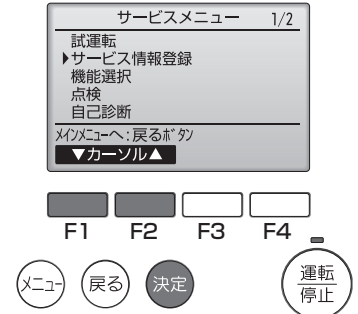 サービスメニュー 1/2
試運転
▶サービス情報登録
機能選択
点検
自己診断
ﾒｲﾝﾒﾆｭｰへ:戻るﾎﾞﾀﾝ
▼カーソル▲
F1 F2 F3 F4
ﾒﾆｭｰ 戻る 決定 運転
停止